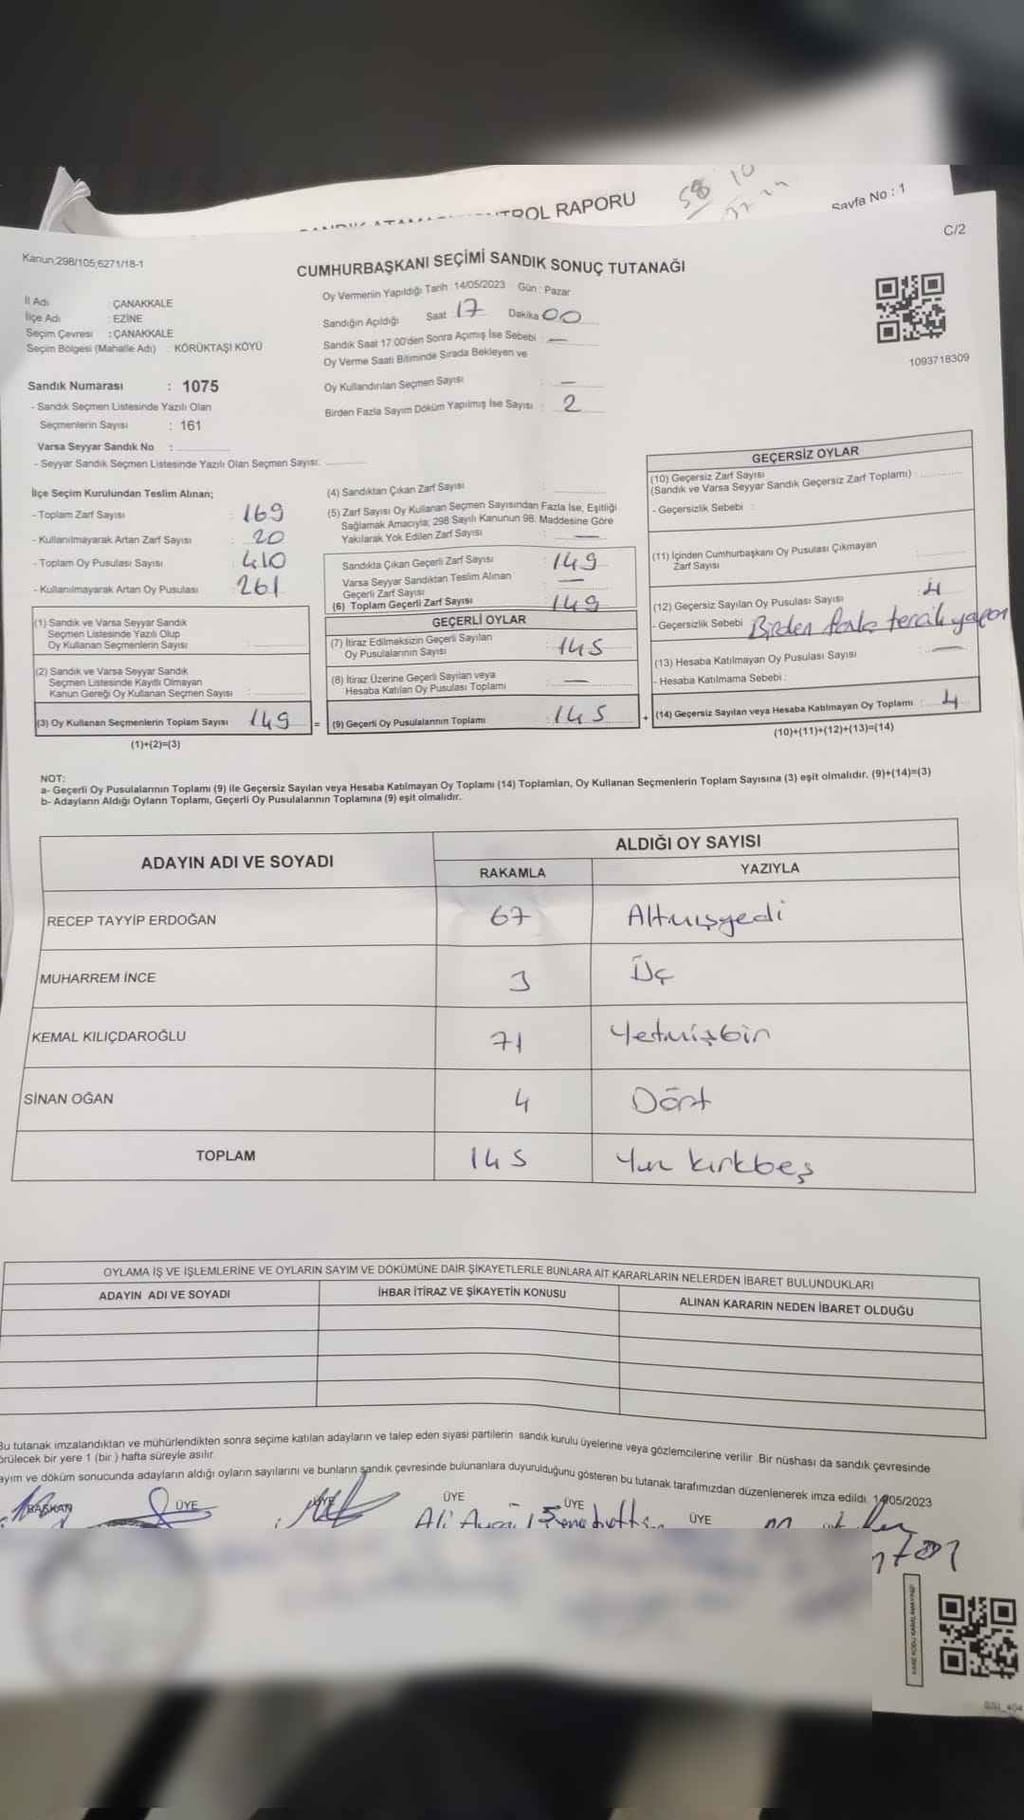 KONTROL RAPORU
58 10
Sayfa No : 1
C/2
Kanun;298/105;6271/18-1
CUMHURBAŞKANI SEÇİMİ SANDIK SONUÇ TUTANAĞI
İl Adı : ÇANAKKALE
İlçe Adı : EZİNE
Seçim Çevresi : ÇANAKKALE
Seçim Bölgesi (Mahalle Adı) : KÖRÜKTAŞI KÖYÜ
Oy Vermenin Yapıldığı Tarih : 14/05/2023 Gün : Pazar
Sandığın Açıldığı Saat 17 Dakika 00
Sandık Saat 17.00'den Sonra Açımış İse Sebebi : —
Oy Verme Saati Bitiminde Sırada Bekleyen ve
Oy Kullandırılan Seçmen Sayısı : —
Birden Fazla Sayım Döküm Yapılmış İse Sayısı : 2
1093718309
Sandık Numarası : 1075
- Sandık Seçmen Listesinde Yazılı Olan
Seçmenlerin Sayısı : 161
Varsa Seyyar Sandık No :
- Seyyar Sandık Seçmen Listesinde Yazılı Olan Seçmen Sayısı:
İlçe Seçim Kurulundan Teslim Alınan;
- Toplam Zarf Sayısı : 169
- Kullanılmayarak Artan Zarf Sayısı : 20
- Toplam Oy Pusulası Sayısı : 410
- Kullanılmayarak Artan Oy Pusulası : 261
(1) Sandık ve Varsa Seyyar Sandık
Seçmen Listesinde Yazılı Olup
Oy Kullanan Seçmenlerin Sayısı :
(2) Sandık ve Varsa Seyyar Sandık
Seçmen Listesinde Kayıtlı Olmayan
Kanun Gereği Oy Kullanan Seçmen Sayısı :
(3) Oy Kullanan Seçmenlerin Toplam Sayısı : 149
(1)+(2)=(3)
(4) Sandıktan Çıkan Zarf Sayısı :
(5) Zarf Sayısı Oy Kullanan Seçmen Sayısından Fazla İse, Eşitliği
Sağlamak Amacıyla; 298 Sayılı Kanunun 98. Maddesine Göre
Yakılarak Yok Edilen Zarf Sayısı : —
Sandıkta Çıkan Geçerli Zarf Sayısı : 149
Varsa Seyyar Sandıktan Teslim Alınan
Geçerli Zarf Sayısı : —
(6) Toplam Geçerli Zarf Sayısı : 149
GEÇERLİ OYLAR
(7) İtiraz Edilmeksizin Geçerli Sayılan
Oy Pusulalarının Sayısı : 145
(8) İtiraz Üzerine Geçerli Sayılan veya
Hesaba Katılan Oy Pusulası Toplamı : —
= (9) Geçerli Oy Pusulalarının Toplamı : 145
GEÇERSİZ OYLAR
(10) Geçersiz Zarf Sayısı
(Sandık ve Varsa Seyyar Sandık Geçersiz Zarf Toplamı) :
- Geçersizlik Sebebi :
(11) İçinden Cumhurbaşkanı Oy Pusulası Çıkmayan
Zarf Sayısı :
(12) Geçersiz Sayılan Oy Pusulası Sayısı : 4
- Geçersizlik Sebebi : Birden fazla tercih yapan
(13) Hesaba Katılmayan Oy Pusulası Sayısı : —
- Hesaba Katılmama Sebebi :
+ (14) Geçersiz Sayılan veya Hesaba Katılmayan Oy Toplamı : 4
(10)+(11)+(12)+(13)=(14)
NOT:
a- Geçerli Oy Pusulalarının Toplamı (9) ile Geçersiz Sayılan veya Hesaba Katılmayan Oy Toplamı (14) Toplamları, Oy Kullanan Seçmenlerin Toplam Sayısına (3) eşit olmalıdır. (9)+(14)=(3)
b- Adayların Aldığı Oyların Toplamı, Geçerli Oy Pusulalarının Toplamına (9) eşit olmalıdır.
ADAYIN ADI VE SOYADI ALDIĞI OY SAYISI
RAKAMLA YAZIYLA
RECEP TAYYİP ERDOĞAN 67 Altmışyedi
MUHARREM İNCE 3 Üç
KEMAL KILIÇDAROĞLU 71 Yetmişbir
SİNAN OĞAN 4 Dört
TOPLAM 145 Yüz kırkbeş
OYLAMA İŞ VE İŞLEMLERİNE VE OYLARIN SAYIM VE DÖKÜMÜNE DAİR ŞİKAYETLERLE BUNLARA AİT KARARLARIN NELERDEN İBARET BULUNDUKLARI
ADAYIN ADI VE SOYADI İHBAR İTİRAZ VE ŞİKAYETİN KONUSU ALINAN KARARIN NEDEN İBARET OLDUĞU
Bu tutanak imzalandıktan ve mühürlendikten sonra seçime katılan adayların ve talep eden siyasi partilerin sandık kurulu üyelerine veya gözlemcilerine verilir. Bir nüshası da sandık çevresinde
örülecek bir yere 1 (bir ) hafta süreyle asılır.
ayım ve döküm sonucunda adayların aldığı oyların sayılarını ve bunların sandık çevresinde bulunanlara duyurulduğunu gösteren bu tutanak tarafımızdan düzenlenerek imza edildi. 14/05/2023
BAŞKAN ÜYE ÜYE ÜYE ÜYE ÜYE
Ali